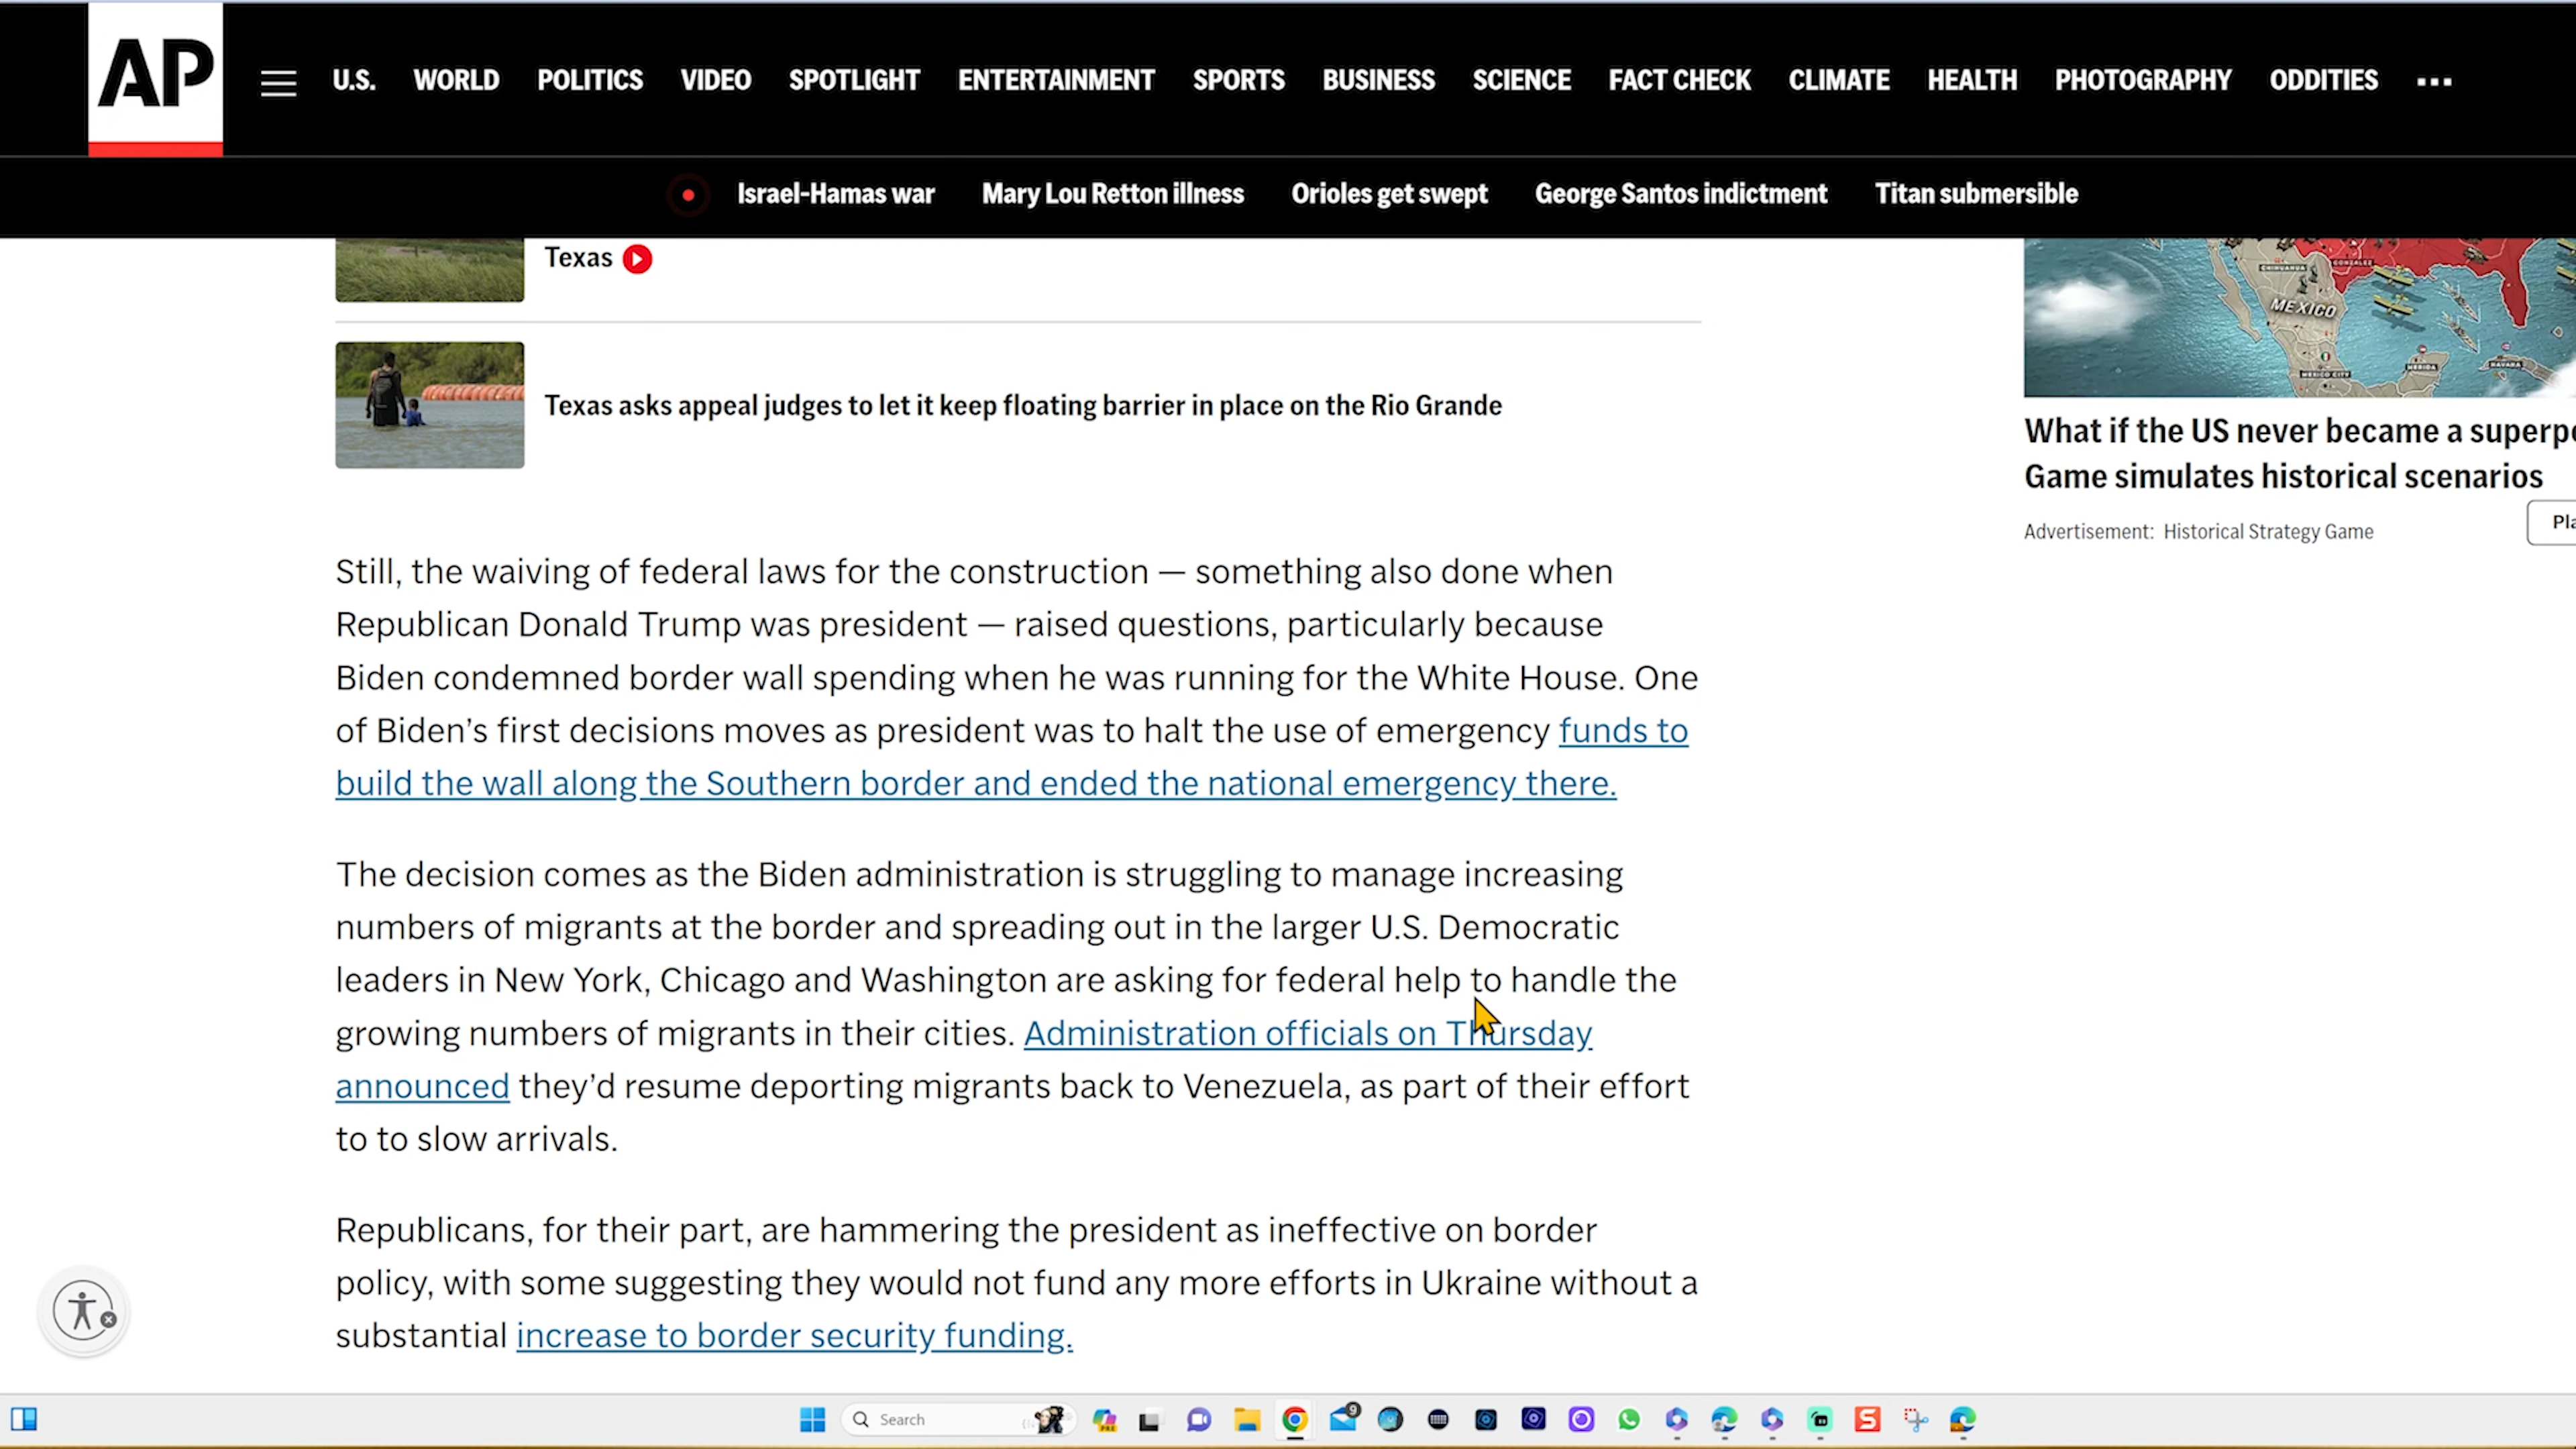 AP
U.S. WORLD POLITICS VIDEO SPOTLIGHT ENTERTAINMENT SPORTS BUSINESS SCIENCE FACT CHECK CLIMATE HEALTH PHOTOGRAPHY ODDITIES
Israel-Hamas war Mary Lou Retton illness Orioles get swept George Santos indictment Titan submersible
Texas
Texas asks appeal judges to let it keep floating barrier in place on the Rio Grande
Still, the waiving of federal laws for the construction — something also done when
Republican Donald Trump was president — raised questions, particularly because
Biden condemned border wall spending when he was running for the White House. One
of Biden’s first decisions moves as president was to halt the use of emergency funds to
build the wall along the Southern border and ended the national emergency there.
The decision comes as the Biden administration is struggling to manage increasing
numbers of migrants at the border and spreading out in the larger U.S. Democratic
leaders in New York, Chicago and Washington are asking for federal help to handle the
growing numbers of migrants in their cities. Administration officials on Thursday
announced they’d resume deporting migrants back to Venezuela, as part of their effort
to to slow arrivals.
Republicans, for their part, are hammering the president as ineffective on border
policy, with some suggesting they would not fund any more efforts in Ukraine without a
substantial increase to border security funding.
CHIHUAHUA
MEXICO
MEXICO CITY
MERIDA
HAVANA
What if the US never became a superp
Game simulates historical scenarios
Advertisement: Historical Strategy Game
Pla
Search
PRE
9
S